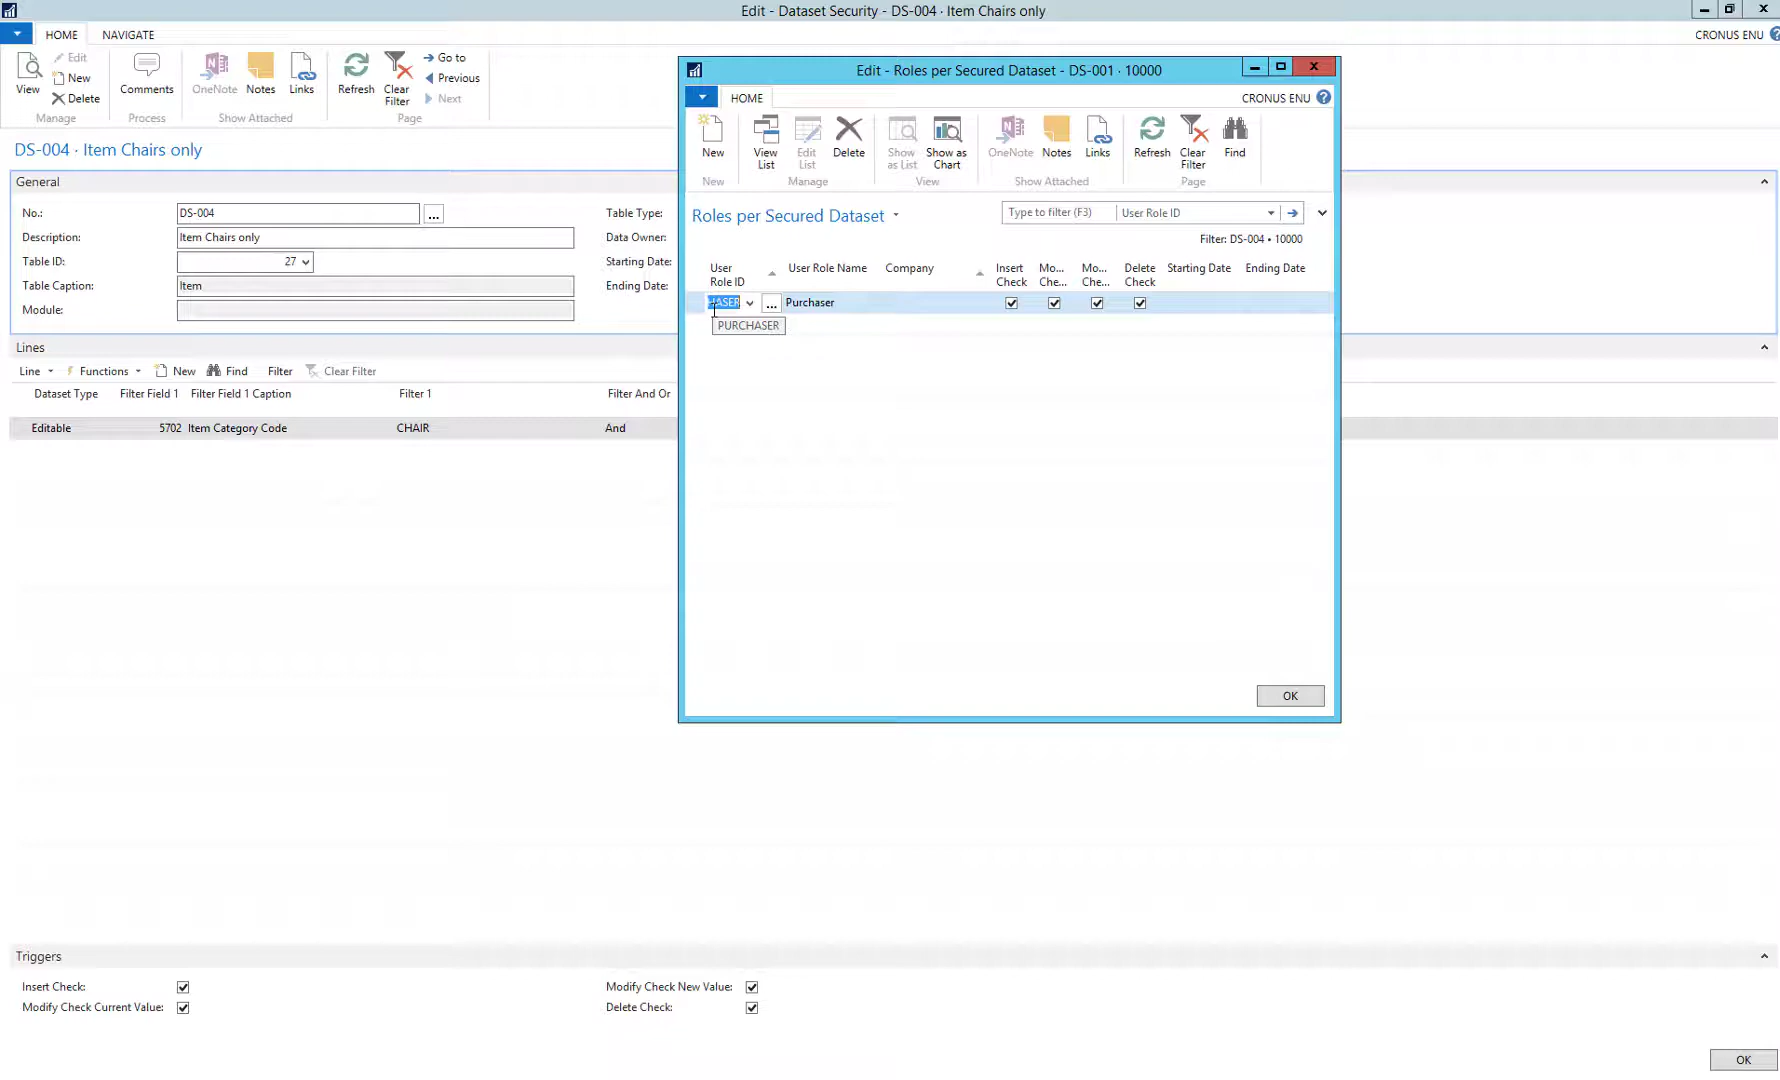 Edit - Dataset Security - DS-004 · Item Chairs only
HOME NAVIGATE CRONUS ENU ?
View Edit New Delete Comments OneNote Notes Links Refresh Clear Filter Go to Previous Next
Manage Process Show Attached Page
DS-004 · Item Chairs only
General
No.: DS-004 ... Table Type:
Description: Item Chairs only Data Owner:
Table ID: 27 Starting Date:
Table Caption: Item Ending Date:
Module:
Lines
Line Functions New Find Filter Clear Filter
Dataset Type Filter Field 1 Filter Field 1 Caption Filter 1 Filter And Or
Editable 5702 Item Category Code CHAIR And
Edit - Roles per Secured Dataset - DS-001 · 10000
HOME CRONUS ENU ?
New View List Edit List Delete Show as List Show as Chart OneNote Notes Links Refresh Clear Filter Find
New Manage View Show Attached Page
Roles per Secured Dataset Type to filter (F3) User Role ID
Filter: DS-004 • 10000
User Role ID User Role Name Company Insert Check Mo... Che... Mo... Che... Delete Check Starting Date Ending Date
HASER ... Purchaser
PURCHASER
OK
Triggers
Insert Check: Modify Check New Value:
Modify Check Current Value: Delete Check:
OK